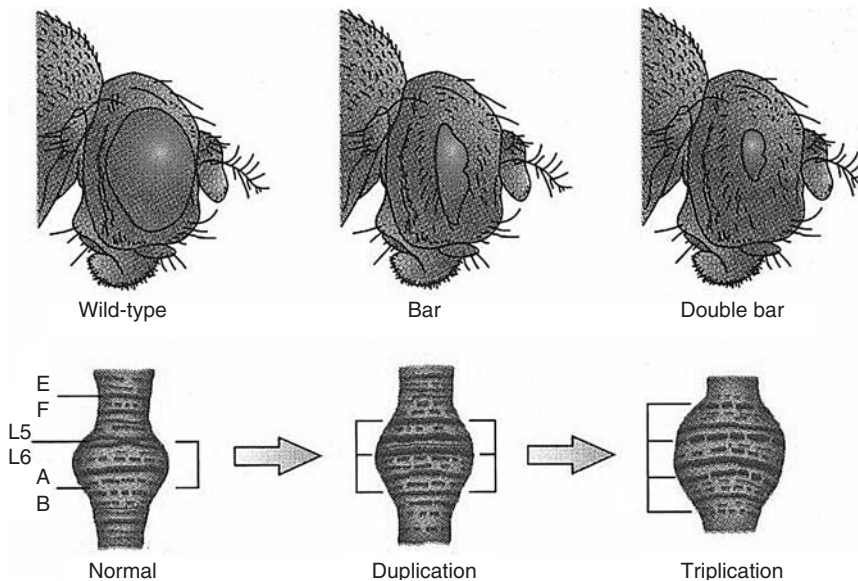 Wild-type
Bar
Double bar
E
F
L5
L6
A
B
Normal
Duplication
Triplication